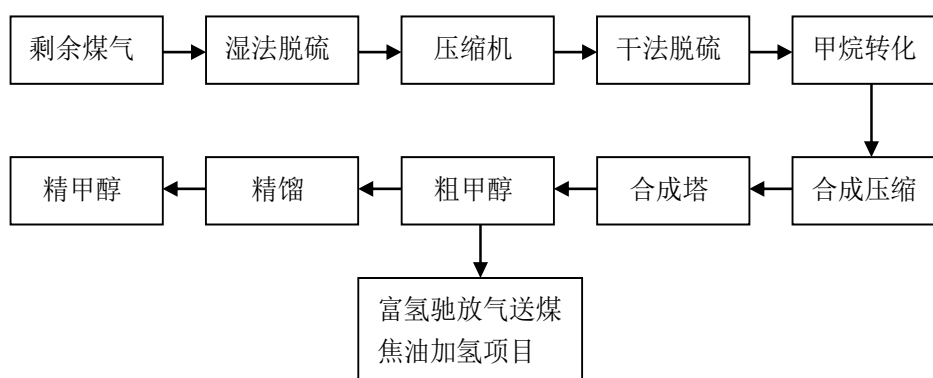 剩余煤气
湿法脱硫
压缩机
干法脱硫
甲烷转化
精甲醇
精馏
粗甲醇
合成塔
合成压缩
富氢驰放气送煤
焦油加氢项目